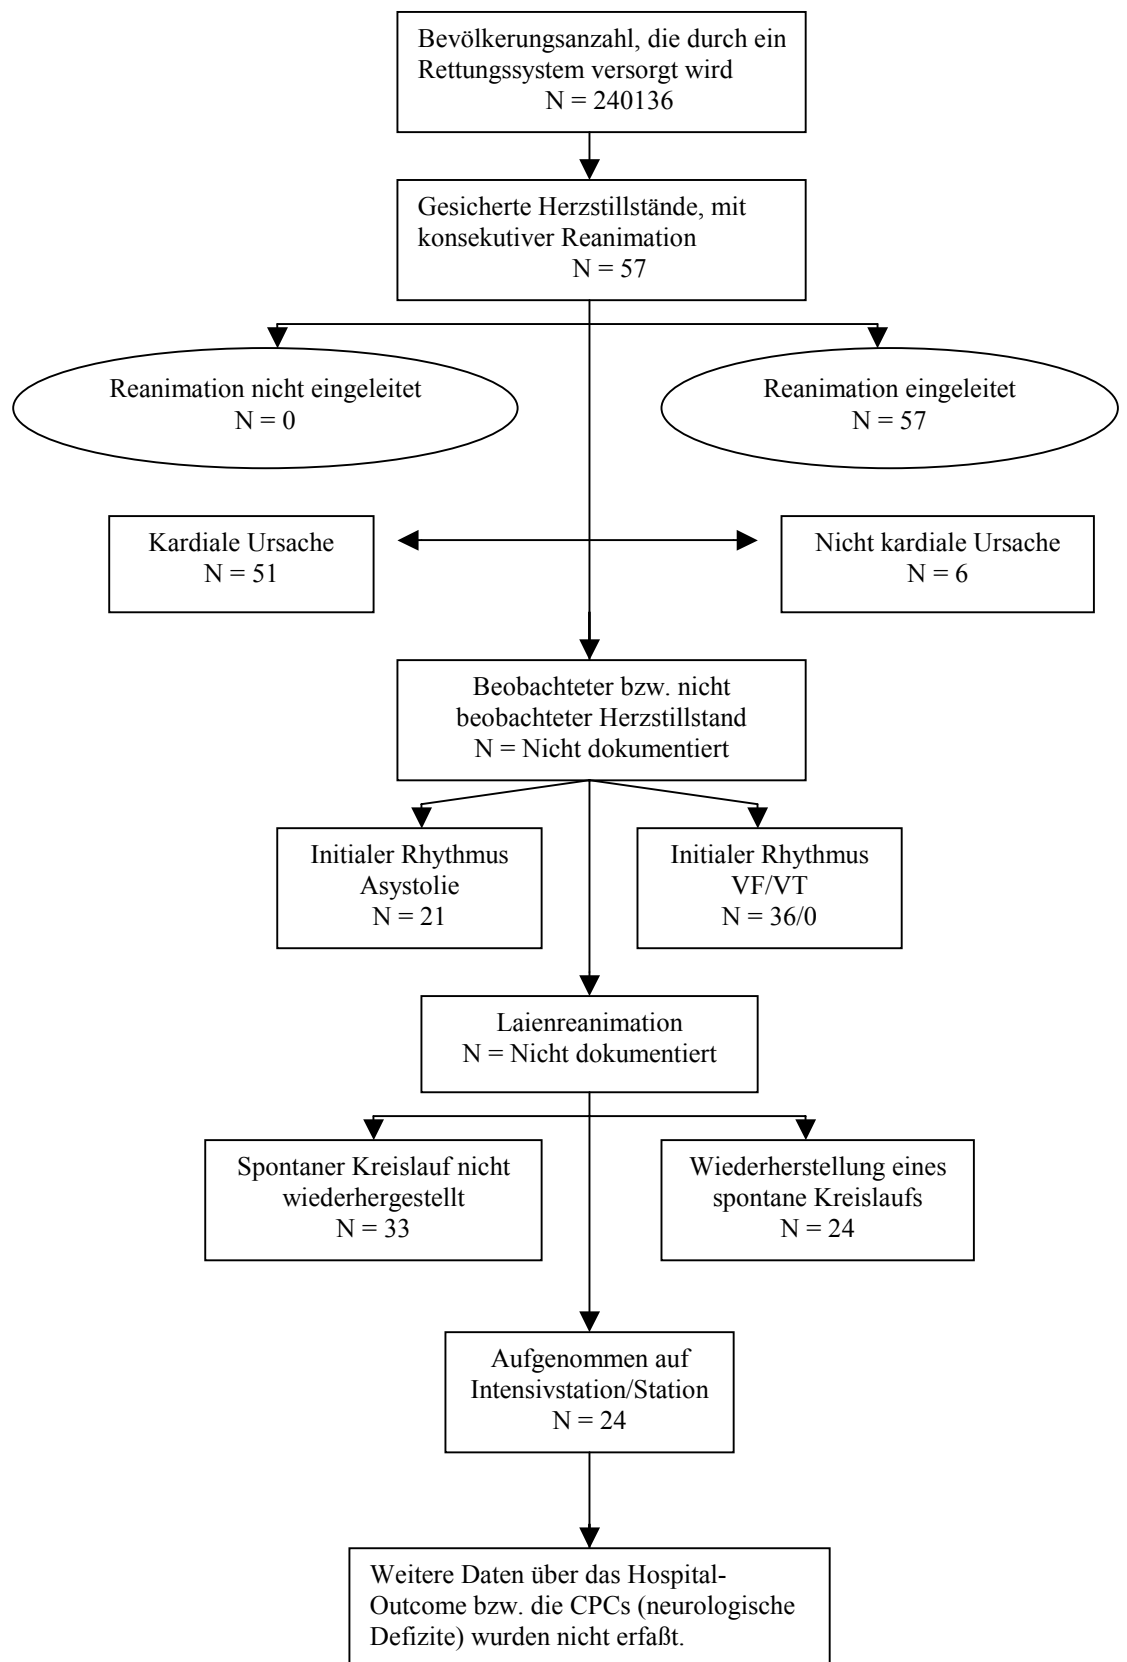 Bevölkerungsanzahl, die durch ein
Rettungssystem versorgt wird
N = 240136
Gesicherte Herzstillstände, mit
konsekutiver Reanimation
N = 57
Reanimation nicht eingeleitet
N = 0
Reanimation eingeleitet
N = 57
Kardiale Ursache
N = 51
Nicht kardiale Ursache
N = 6
Beobachteter bzw. nicht
beobachteter Herzstillstand
N = Nicht dokumentiert
Initialer Rhythmus
Asystolie
N = 21
Initialer Rhythmus
VF/VT
N = 36/0
Laienreanimation
N = Nicht dokumentiert
Spontaner Kreislauf nicht
wiederhergestellt
N = 33
Wiederherstellung eines
spontane Kreislaufs
N = 24
Aufgenommen auf
Intensivstation/Station
N = 24
Weitere Daten über das Hospital-
Outcome bzw. die CPCs (neurologische
Defizite) wurden nicht erfaßt.